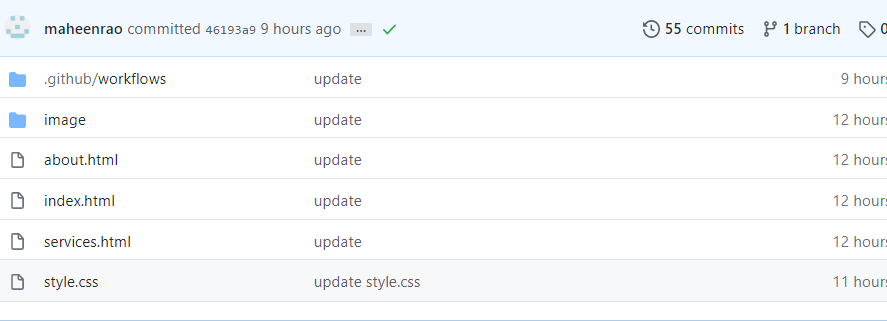 maheenrao committed 46193a9 9 hours ago ... 55 commits 1 branch 0
.github/workflows update 9 hours
image update 12 hours
about.html update 12 hours
index.html update 12 hours
services.html update 12 hours
style.css update style.css 11 hours